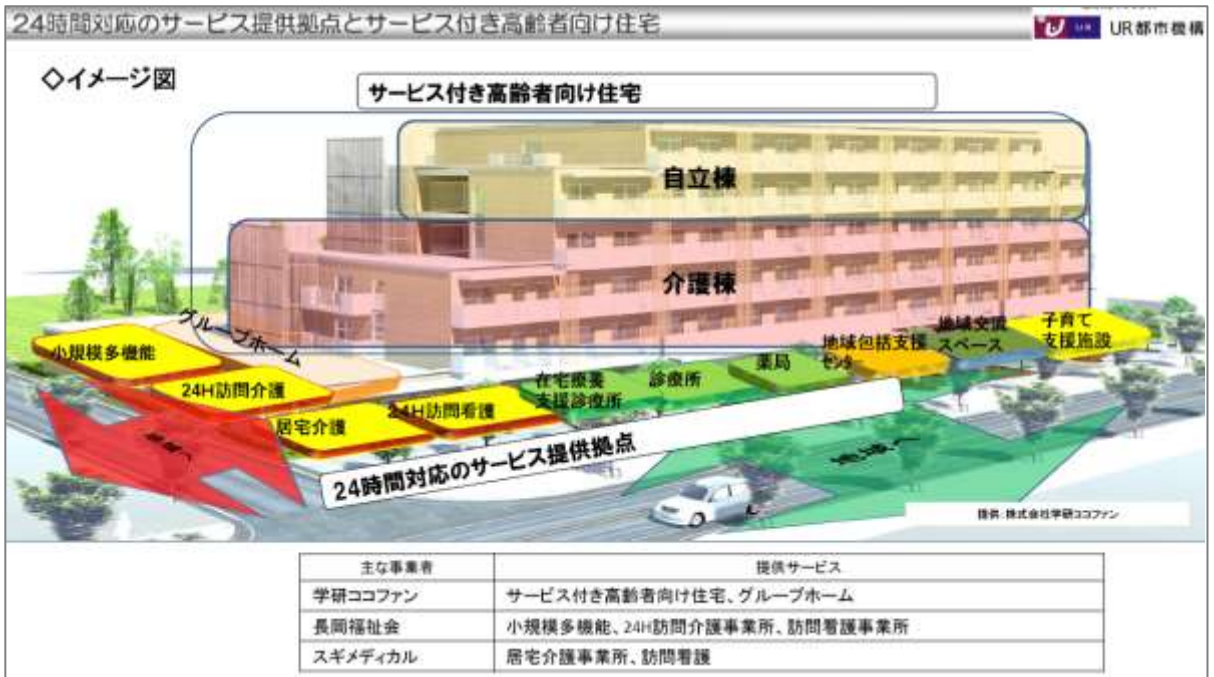 24時間対応のサービス提供拠点とサービス付き高齢者向け住宅
UR
UR都市機構
◇イメージ図
サービス付き高齢者向け住宅
自立棟
介護棟
グループホーム
小規模多機能
24H訪問介護
居宅介護
24H訪問看護
在宅療養
支援診療所
診療所
薬局
地域包括支援
センタ
地域交流
スペース
子育て
支援施設
24時間対応のサービス提供拠点
地域へ
地域へ
提供:株式会社学研ココファン
主な事業者
提供サービス
学研ココファン
サービス付き高齢者向け住宅、グループホーム
長岡福祉会
小規模多機能、24H訪問介護事業所、訪問看護事業所
スギメディカル
居宅介護事業所、訪問看護